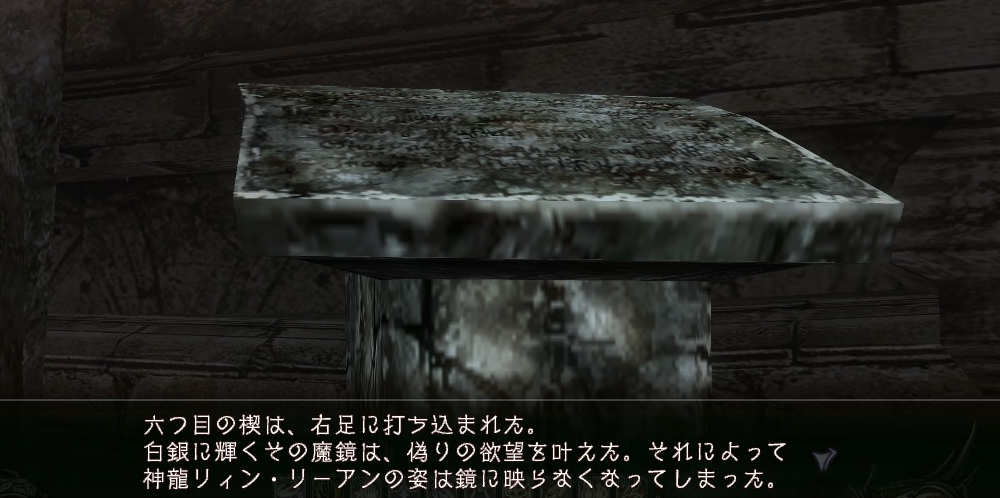 六つ目の楔は、右足に打ち込まれた。
白銀に輝くその魔鏡は、偽りの欲望を叶えた。それによって
神龍リィン・リーアンの姿は鏡に映らなくなってしまった。